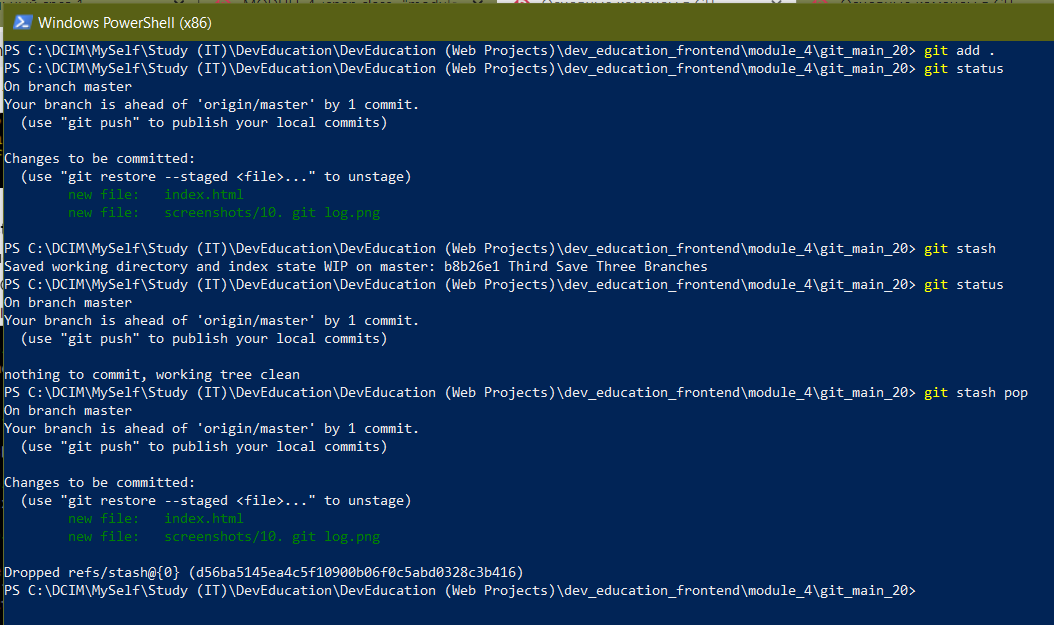 Windows PowerShell (x86)
PS C:\DCIM\MySelf\Study (IT)\DevEducation\DevEducation (Web Projects)\dev_education_frontend\module_4\git_main_20> git add .
PS C:\DCIM\MySelf\Study (IT)\DevEducation\DevEducation (Web Projects)\dev_education_frontend\module_4\git_main_20> git status
On branch master
Your branch is ahead of 'origin/master' by 1 commit.
  (use "git push" to publish your local commits)

Changes to be committed:
  (use "git restore --staged <file>..." to unstage)
        new file:   index.html
        new file:   screenshots/10. git log.png

PS C:\DCIM\MySelf\Study (IT)\DevEducation\DevEducation (Web Projects)\dev_education_frontend\module_4\git_main_20> git stash
Saved working directory and index state WIP on master: b8b26e1 Third Save Three Branches
PS C:\DCIM\MySelf\Study (IT)\DevEducation\DevEducation (Web Projects)\dev_education_frontend\module_4\git_main_20> git status
On branch master
Your branch is ahead of 'origin/master' by 1 commit.
  (use "git push" to publish your local commits)

nothing to commit, working tree clean
PS C:\DCIM\MySelf\Study (IT)\DevEducation\DevEducation (Web Projects)\dev_education_frontend\module_4\git_main_20> git stash pop
On branch master
Your branch is ahead of 'origin/master' by 1 commit.
  (use "git push" to publish your local commits)

Changes to be committed:
  (use "git restore --staged <file>..." to unstage)
        new file:   index.html
        new file:   screenshots/10. git log.png

Dropped refs/stash@{0} (d56ba5145ea4c5f10900b06f0c5abd0328c3b416)
PS C:\DCIM\MySelf\Study (IT)\DevEducation\DevEducation (Web Projects)\dev_education_frontend\module_4\git_main_20>